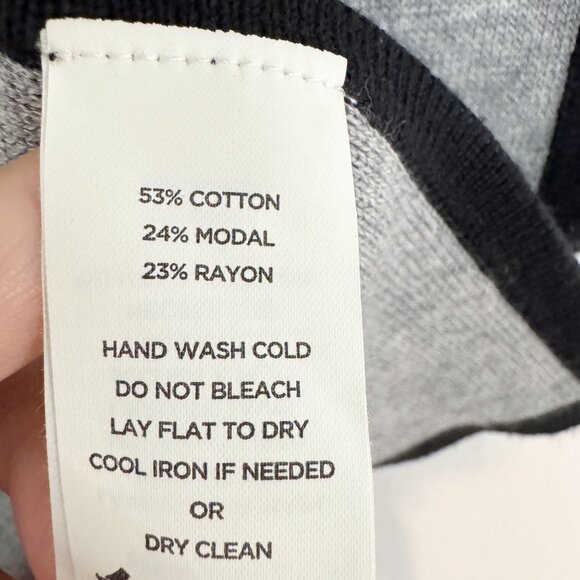 53% COTTON
24% MODAL
23% RAYON
HAND WASH COLD
DO NOT BLEACH
LAY FLAT TO DRY
COOL IRON IF NEEDED
OR
DRY CLEAN